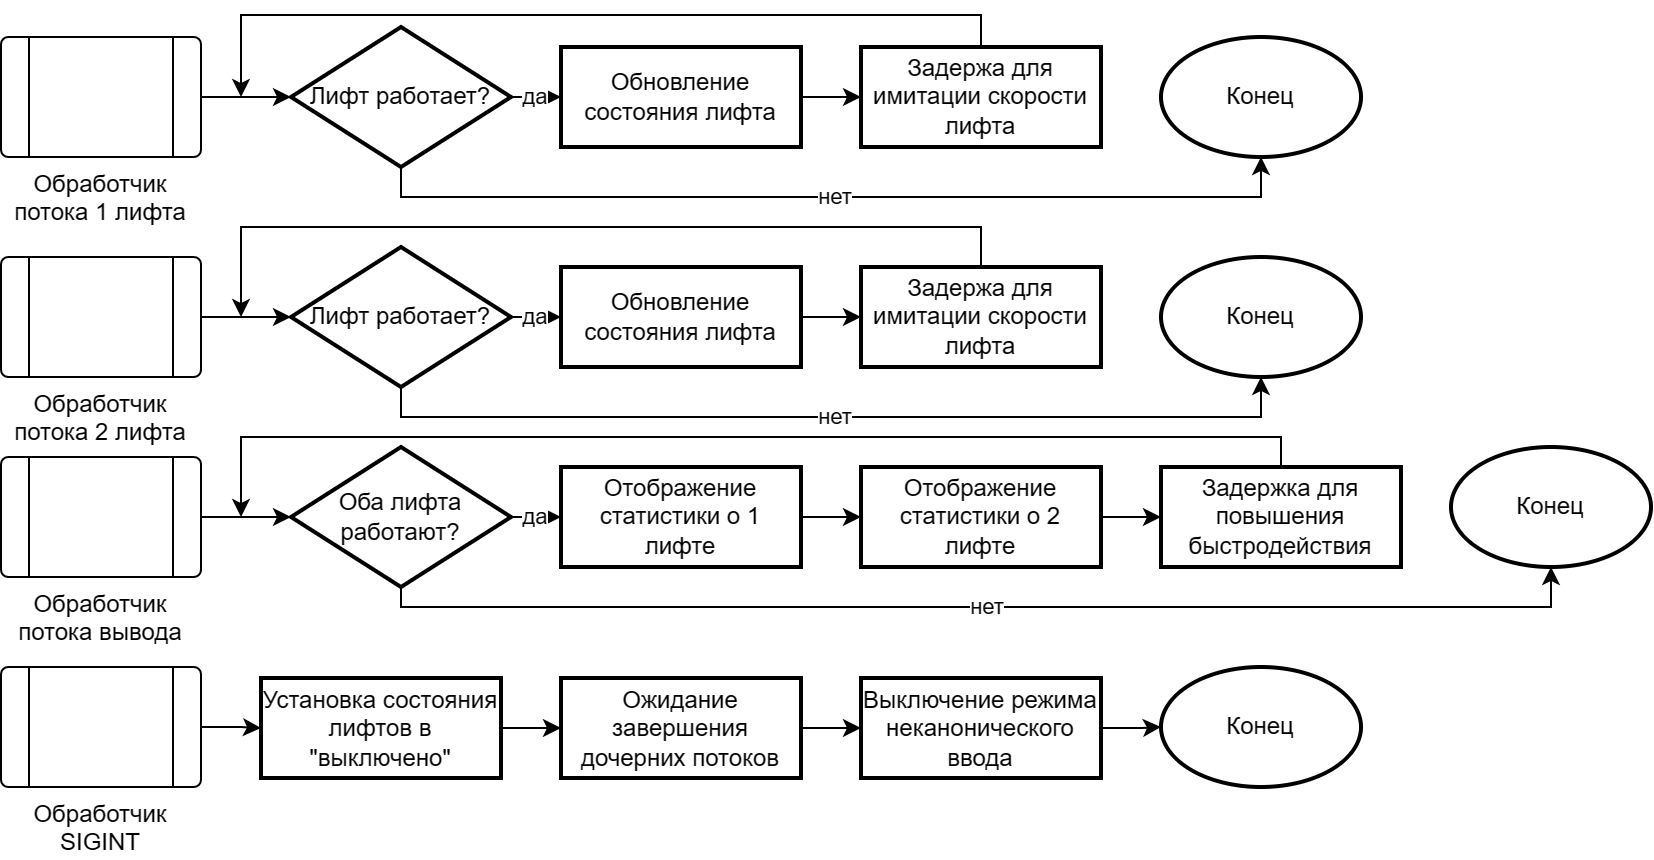 Обработчик
потока 1 лифта
Лифт работает?
да
Обновление
состояния лифта
Задержа для
имитации скорости
лифта
Конец
нет
Обработчик
потока 2 лифта
Лифт работает?
да
Обновление
состояния лифта
Задержа для
имитации скорости
лифта
Конец
нет
Обработчик
потока вывода
Оба лифта
работают?
да
Отображение
статистики о 1
лифте
Отображение
статистики о 2
лифте
Задержка для
повышения
быстродействия
Конец
нет
Обработчик
SIGINT
Установка состояния
лифтов в
"выключено"
Ожидание
завершения
дочерних потоков
Выключение режима
неканонического
ввода
Конец